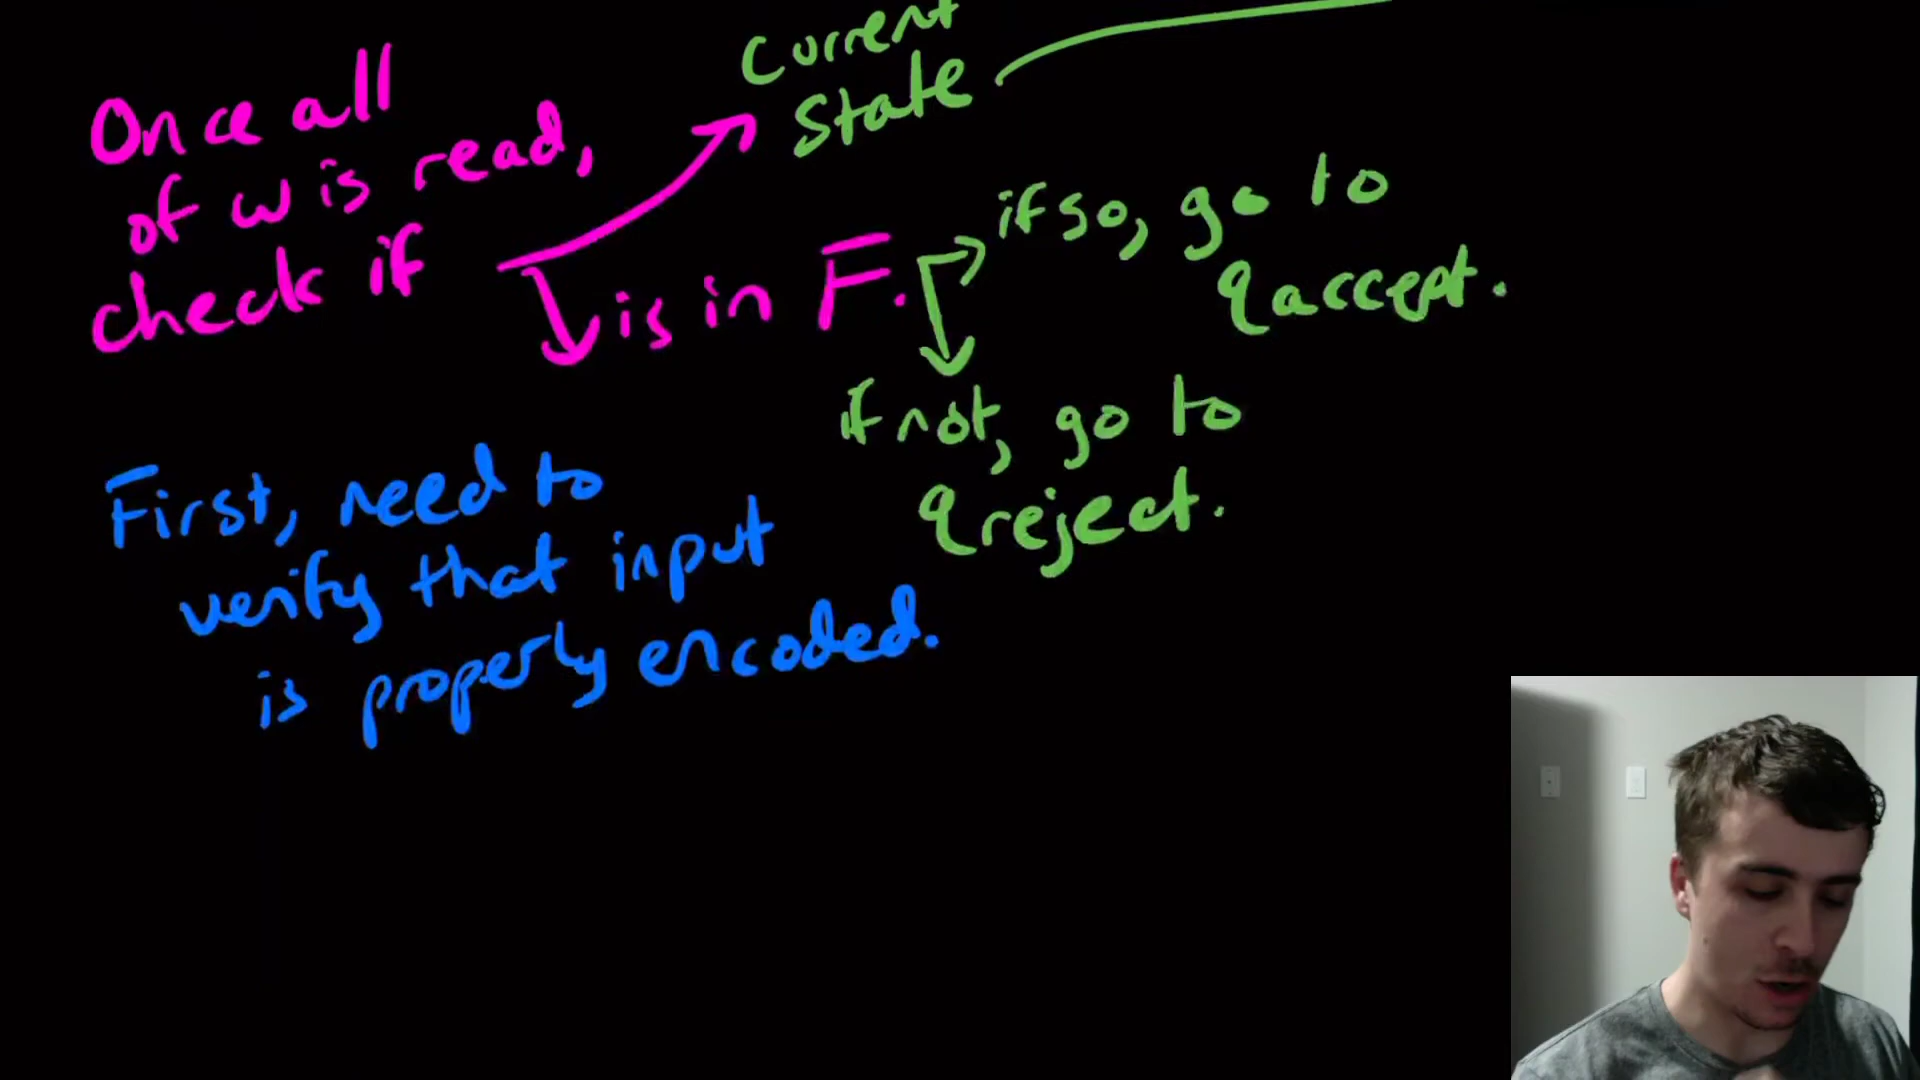 Once all
of w is read,
check if
Current
State
is in F.
if so, go to
qaccept.
if not, go to
qreject.
First, need to
verify that input
is properly encoded.